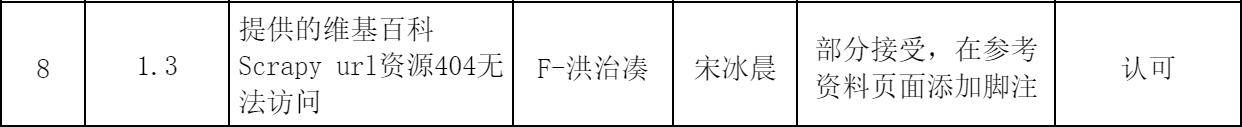 8
1.3
提供的维基百科
Scrapy url资源404无
法访问
F-洪治凑
宋冰晨
部分接受，在参考
资料页面添加脚注
认可